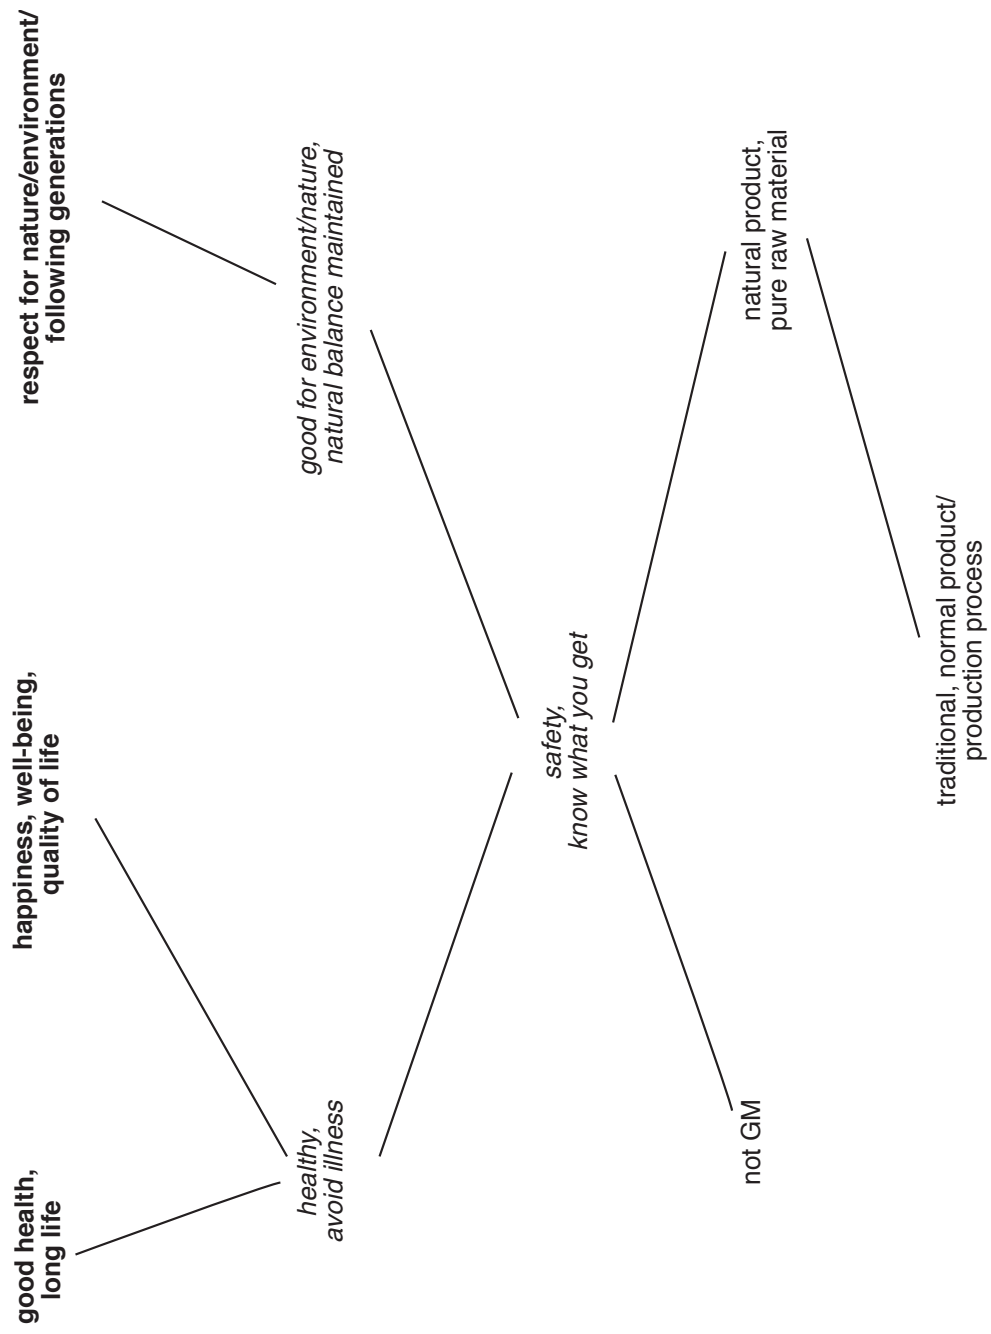 good health,
long life
happiness, well-being,
quality of life
respect for nature/environment/
following generations
healthy,
avoid illness
good for environment/nature,
natural balance maintained
safety,
know what you get
not GM
natural product,
pure raw material
traditional, normal product/
production process